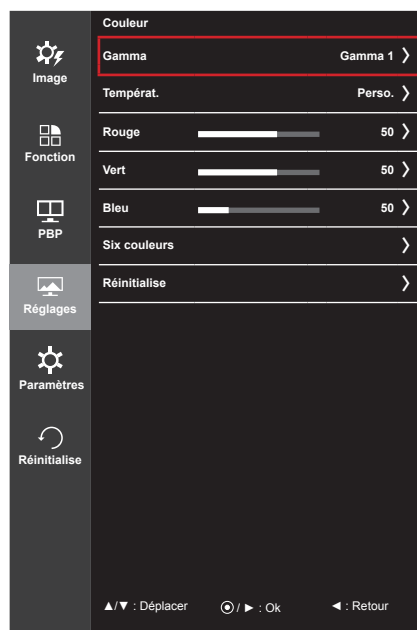 Image
Fonction
PBP
Réglages
Paramètres
Réinitialise
Couleur
Gamma Gamma 1
Températ. Perso.
Rouge 50
Vert 50
Bleu 50
Six couleurs
Réinitialise
▲/▼ : Déplacer ⦿ / ► : Ok ◄ : Retour